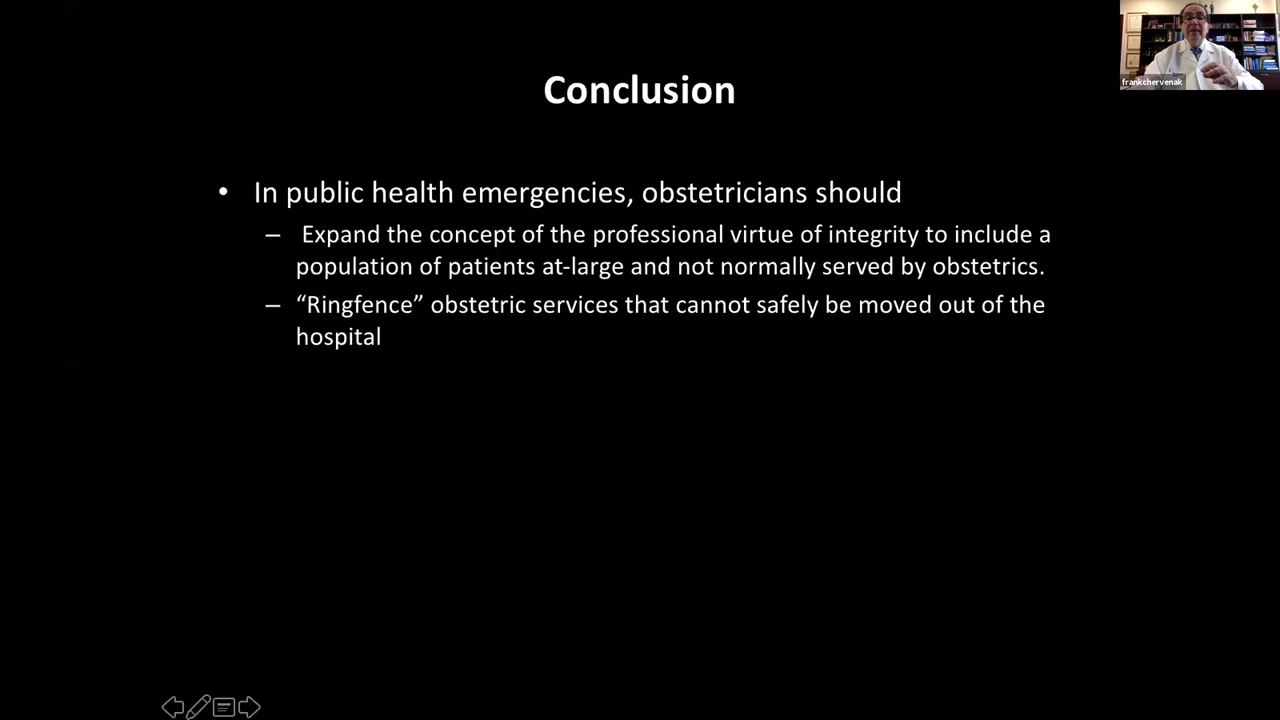 frankchervenak
Conclusion
• In public health emergencies, obstetricians should
– Expand the concept of the professional virtue of integrity to include a
population of patients at-large and not normally served by obstetrics.
– “Ringfence” obstetric services that cannot safely be moved out of the
hospital